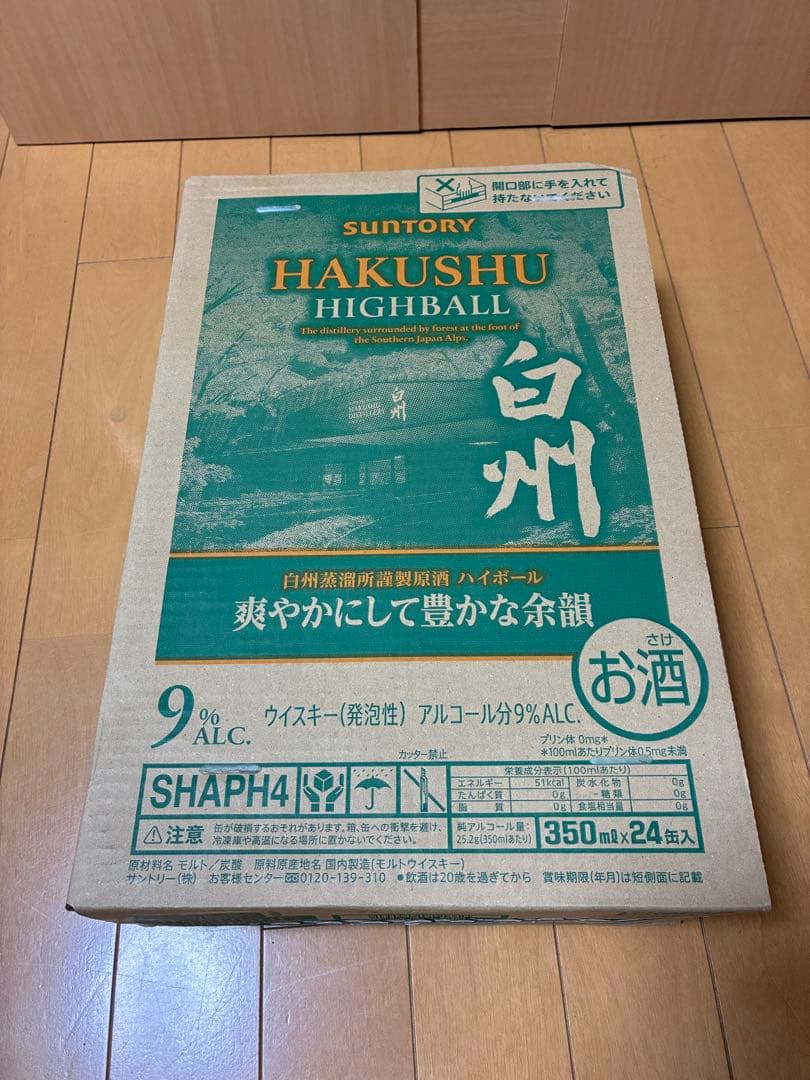 開口部に手を入れて
持たないでください
SUNTORY
HAKUSHU
HIGHBALL
The distillery surrounded by forest at the foot of
the Southern Japan Alps.
白州
HAKUSHU
DISTILLERY
白州
白州蒸溜所謹製原酒 ハイボール
爽やかにして豊かな余韻
さけ
お酒
9%
ALC.
ウイスキー(発泡性) アルコール分9%ALC.
プリン体 0mg*
*100mlあたりプリン体0.5mg未満
カッター禁止
SHAPH4
栄養成分表示(100mlあたり)
エネルギー 51kcal 炭水化物 0g
たんぱく質 0g -糖類 0g
脂質 0g 食塩相当量 0g
⚠注意 缶が破損するおそれがあります。箱、缶への衝撃を避け、
冷凍庫や高温になる場所に置かないでください。
純アルコール量:
25.2g(350mlあたり)
350ml×24缶入
原材料名 モルト/炭酸 原料原産地名 国内製造(モルトウイスキー)
サントリー(株) お客様センター 0120-139-310 ●飲酒は20歳を過ぎてから 賞味期限(年月)は短側面に記載